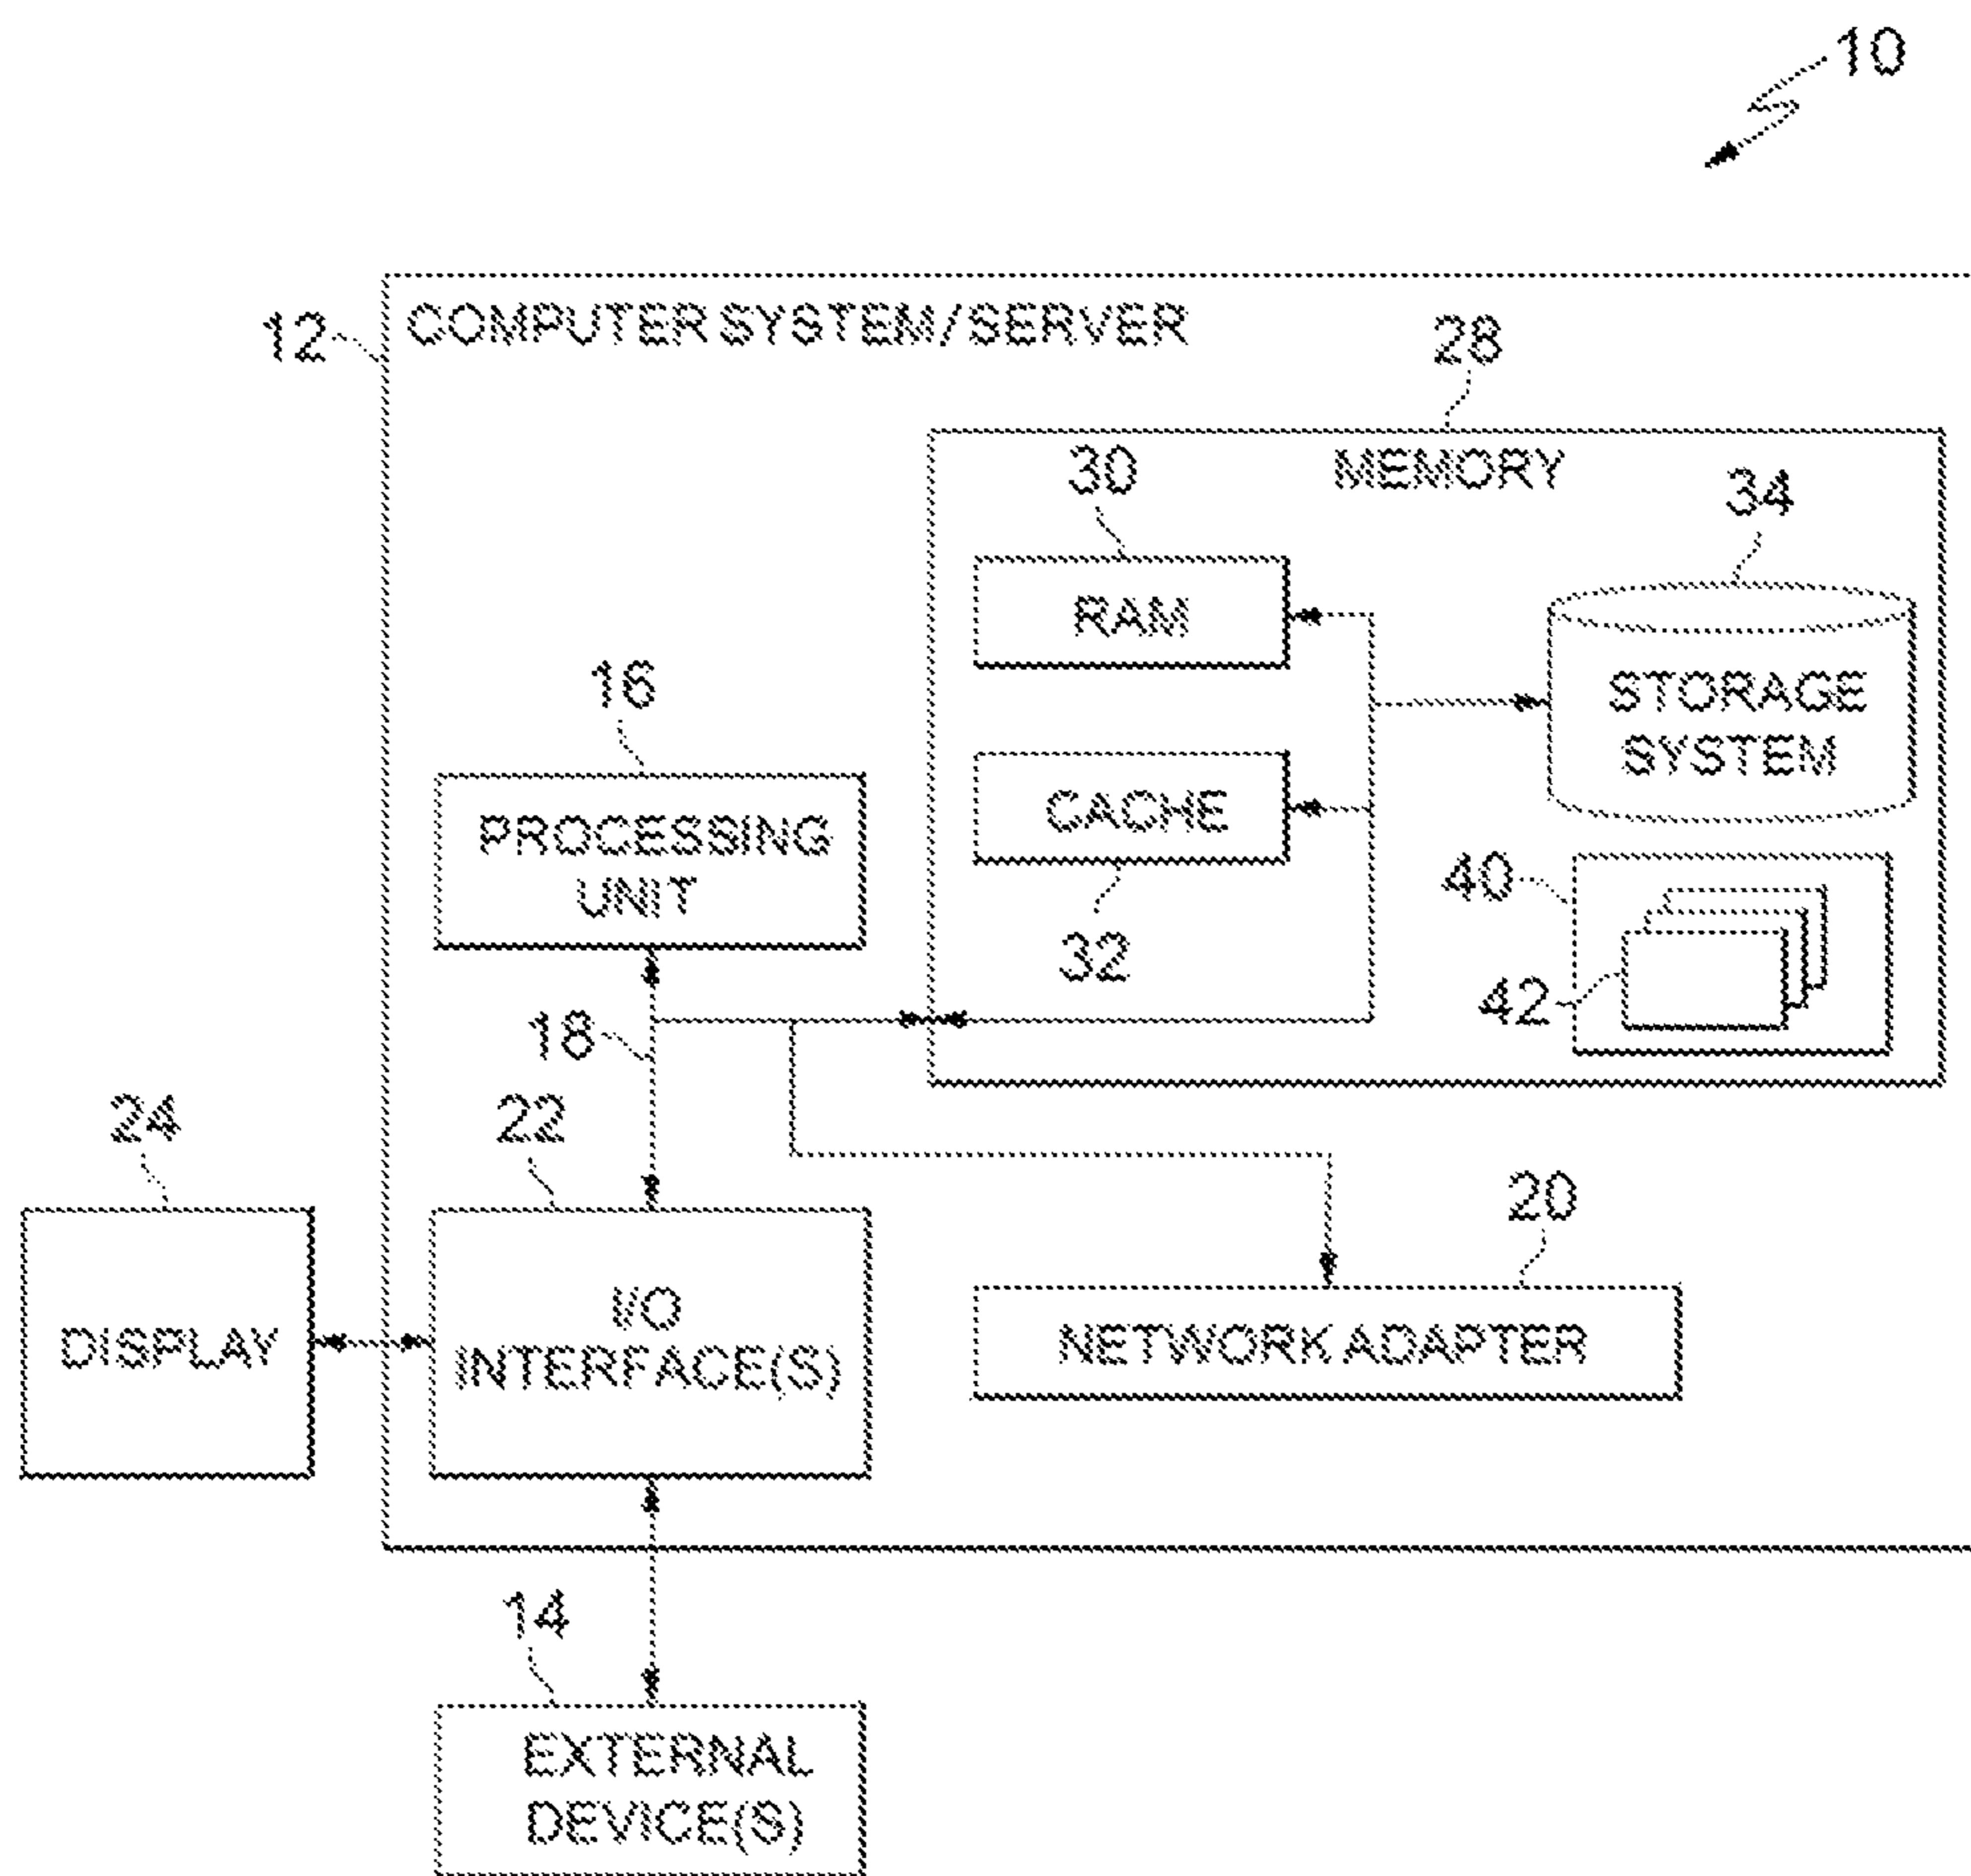 10
12
COMPUTER SYSTEM/SERVER
28
MEMORY
30
34
RAM
STORAGE
SYSTEM
16
PROCESSING
UNIT
CACHE
32
40
42
18
24
22
20
DISPLAY
I/O
INTERFACE(S)
NETWORK ADAPTER
14
EXTERNAL
DEVICE(S)